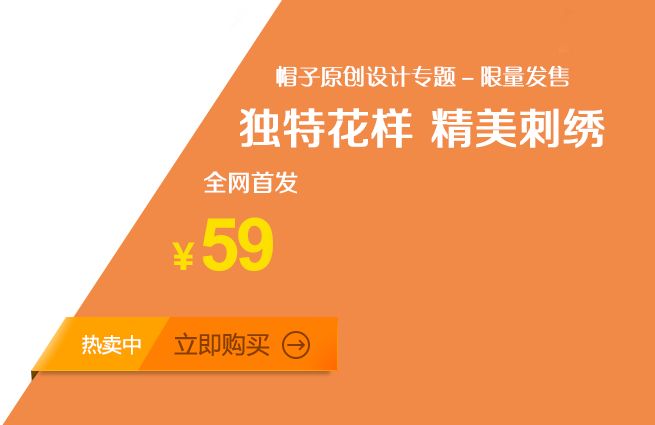 帽子原创设计专题－限量发售
独特花样 精美刺绣
全网首发
¥59
热卖中 立即购买